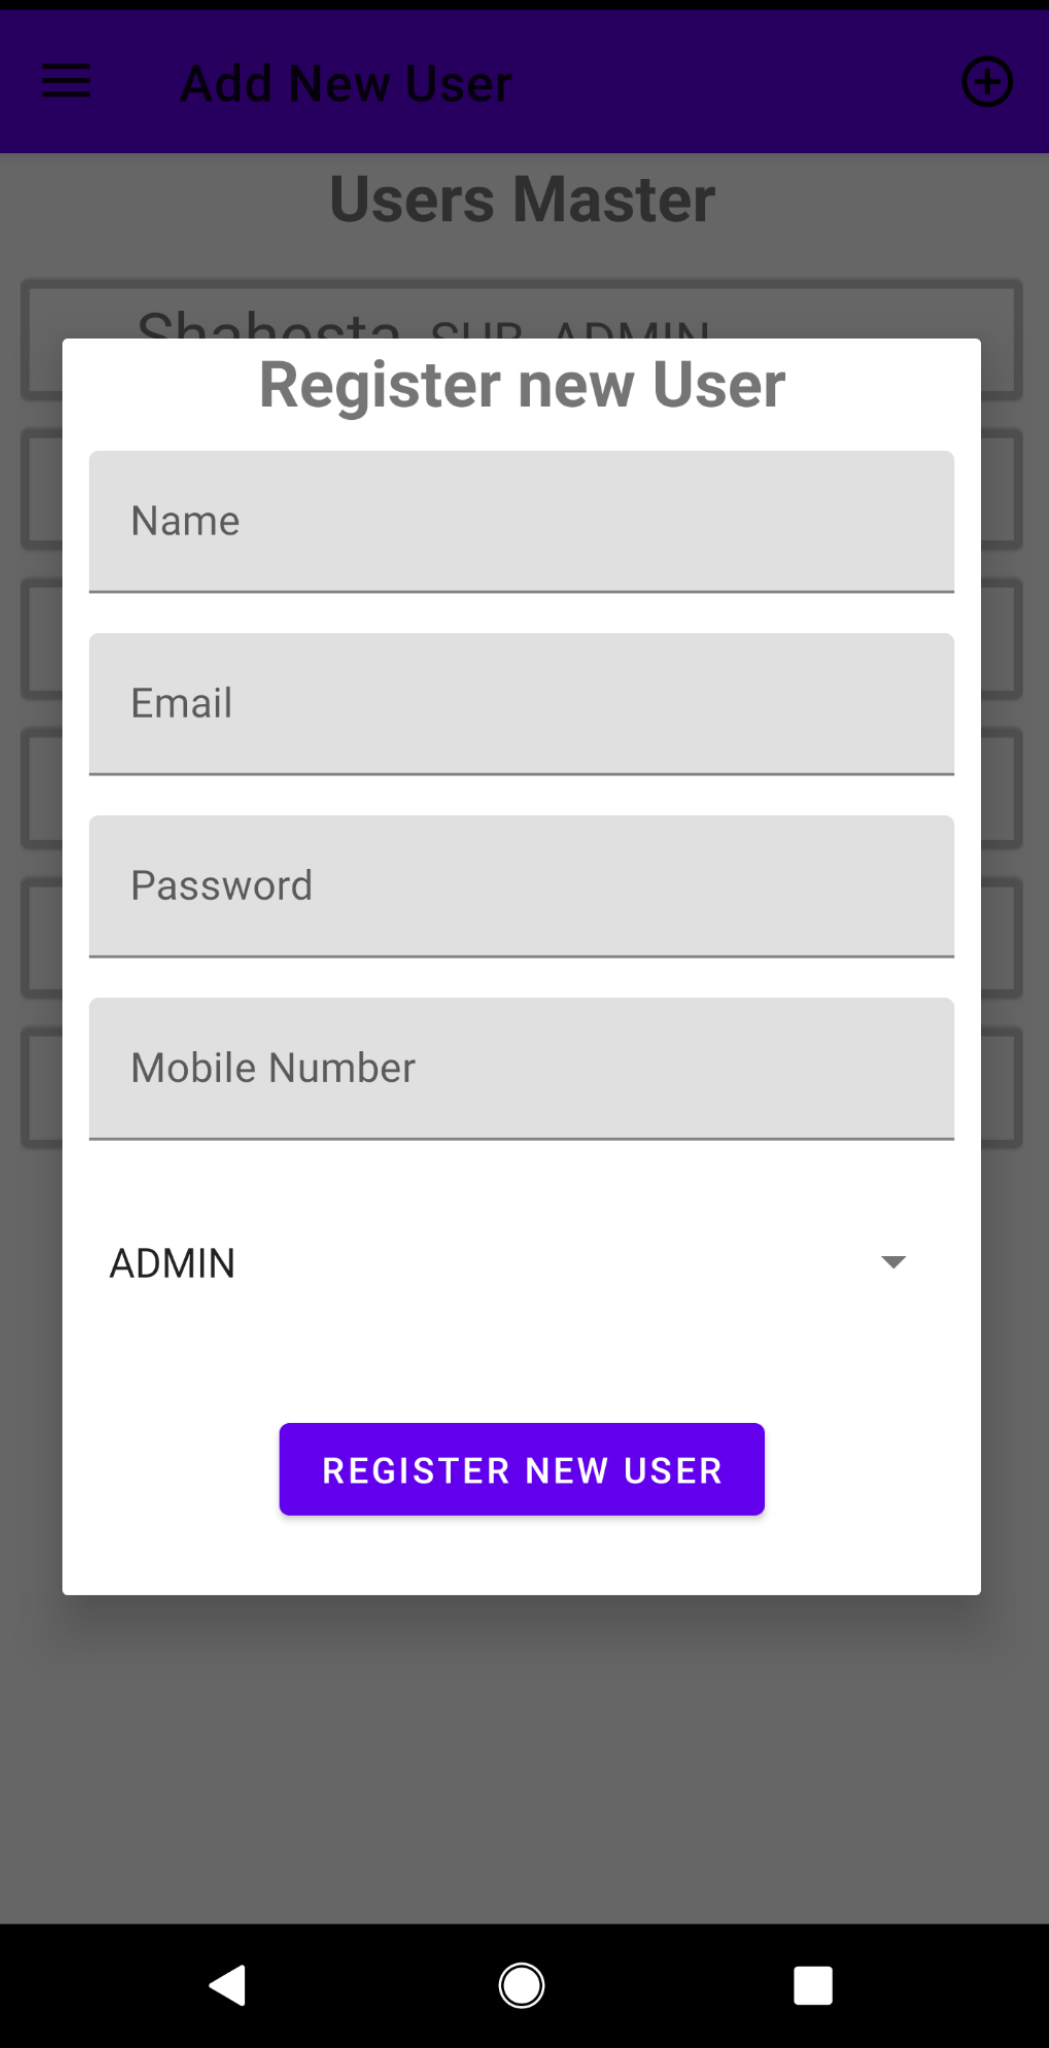 Add New User
Users Master
Shahesta SUB_ADMIN
Register new User
Name
Email
Password
Mobile Number
ADMIN
REGISTER NEW USER